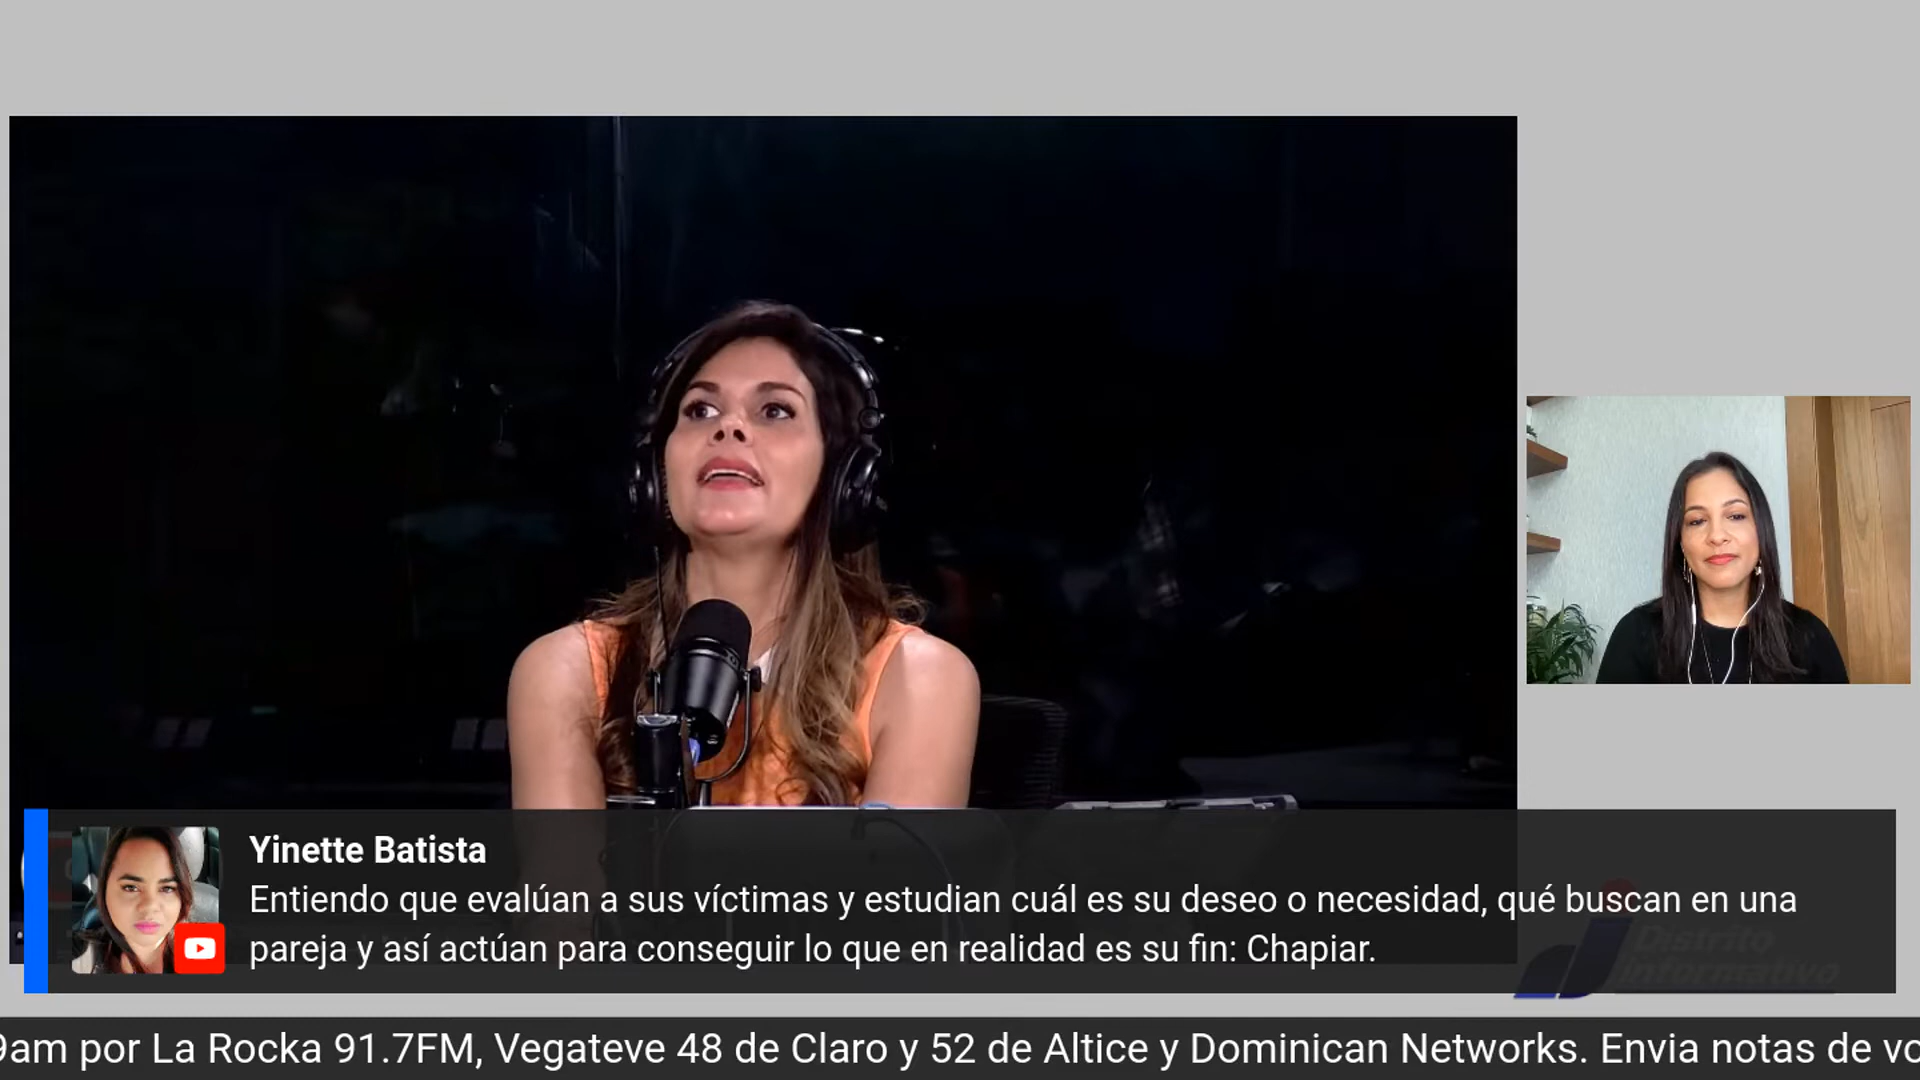 Yinette Batista
Entiendo que evalúan a sus víctimas y estudian cuál es su deseo o necesidad, qué buscan en una
pareja y así actúan para conseguir lo que en realidad es su fin: Chapiar.
Distrito
Informativo
9am por La Rocka 91.7FM, Vegateve 48 de Claro y 52 de Altice y Dominican Networks. Envia notas de vo